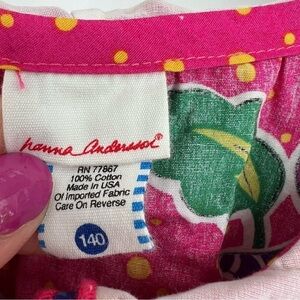 hanna andersson®
RN 77867
100% Cotton
Made in USA
Of Imported Fabric
Care On Reverse
140